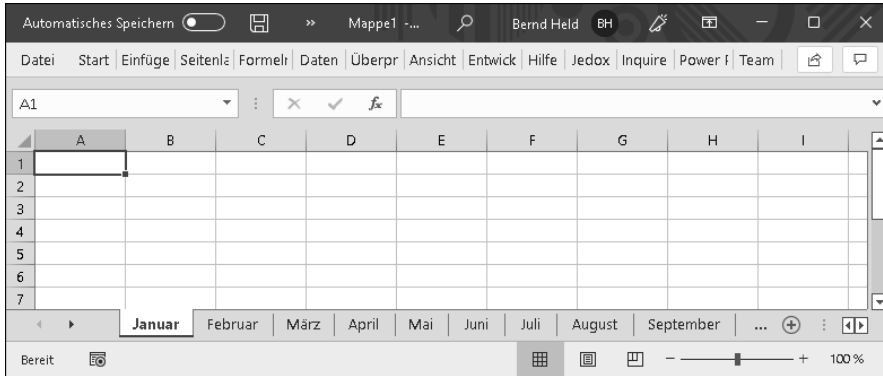 Automatisches Speichern Mappe1 -... Bernd Held BH
Datei Start Einfüge Seitenla Formelr Daten Überpr Ansicht Entwick Hilfe Jedox Inquire Power F Team
A1 fx
A B C D E F G H I
1
2
3
4
5
6
7
Januar Februar März April Mai Juni Juli August September ...
Bereit 100 %